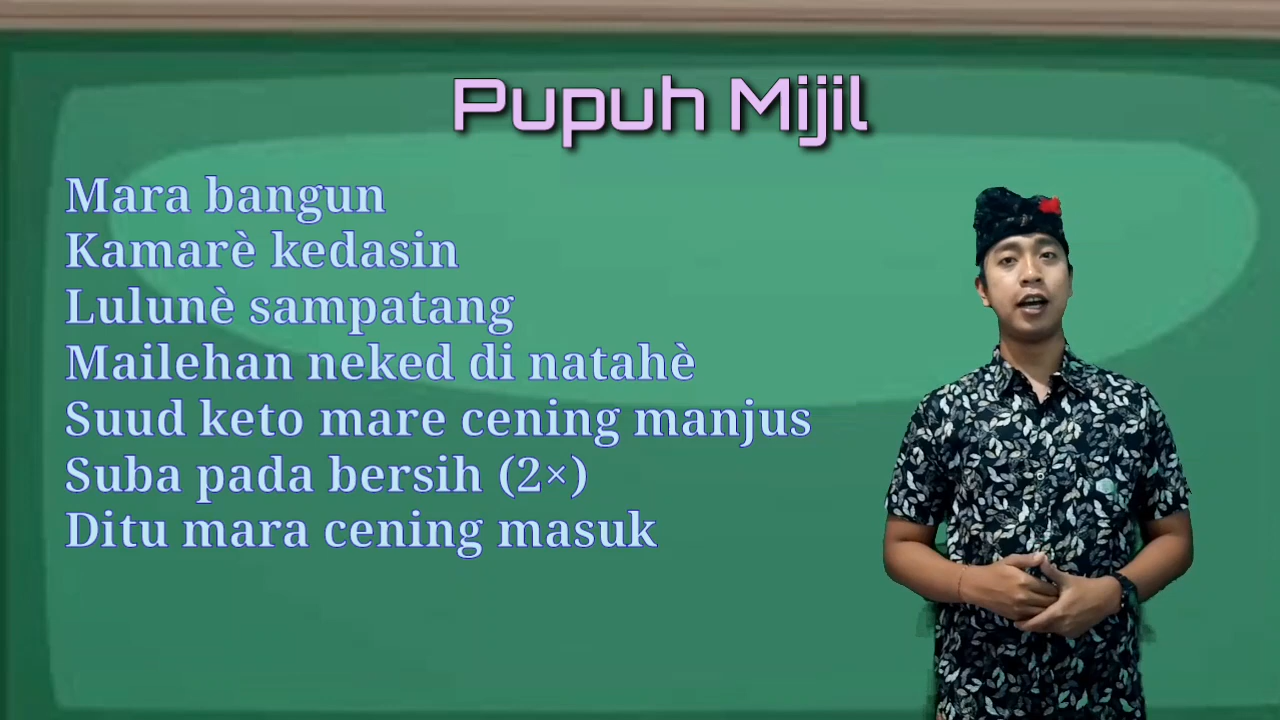 Pupuh Mijil
Mara bangun
Kamarè kedasin
Lulunè sampatang
Mailehan neked di natahè
Suud keto mare cening manjus
Suba pada bersih (2×)
Ditu mara cening masuk